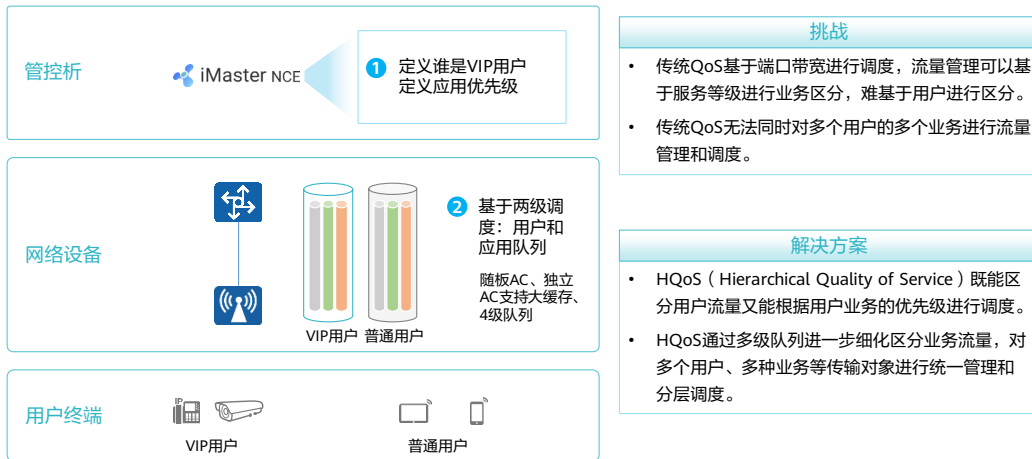 管控析
iMaster NCE
1 定义谁是VIP用户
定义应用优先级
网络设备
2 基于两级调
度：用户和
应用队列
随板AC、独立
AC支持大缓存、
4级队列
VIP用户 普通用户
用户终端
IP
VIP用户
普通用户
挑战
• 传统QoS基于端口带宽进行调度，流量管理可以基
于服务等级进行业务区分，难基于用户进行区分。
• 传统QoS无法同时对多个用户的多个业务进行流量
管理和调度。
解决方案
• HQoS（Hierarchical Quality of Service）既能区
分用户流量又能根据用户业务的优先级进行调度。
• HQoS通过多级队列进一步细化区分业务流量，对
多个用户、多种业务等传输对象进行统一管理和
分层调度。